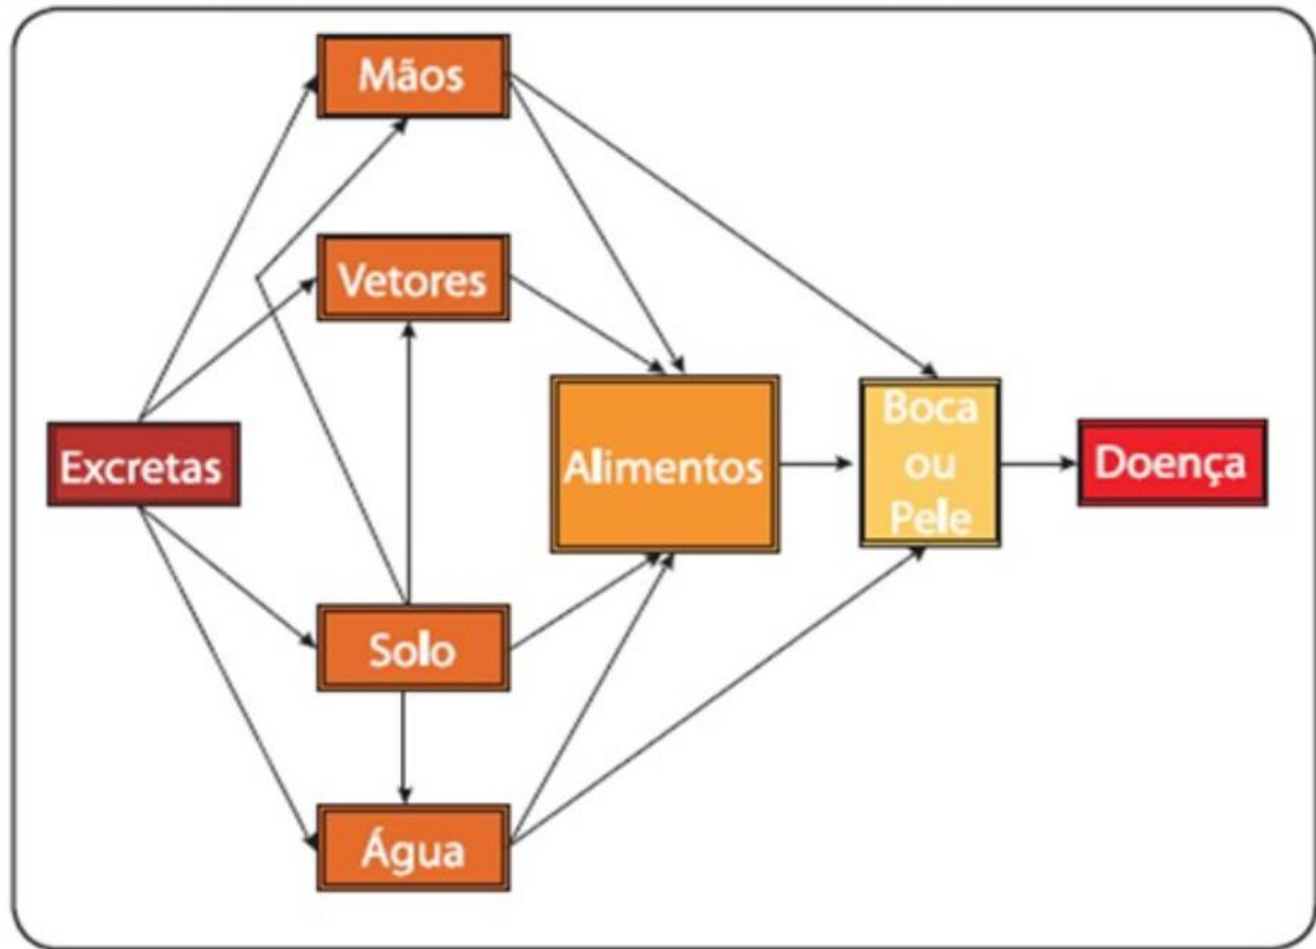 Mãos
Vetores
Excretas
Alimentos
Boca
ou
Pele
Doença
Solo
Água